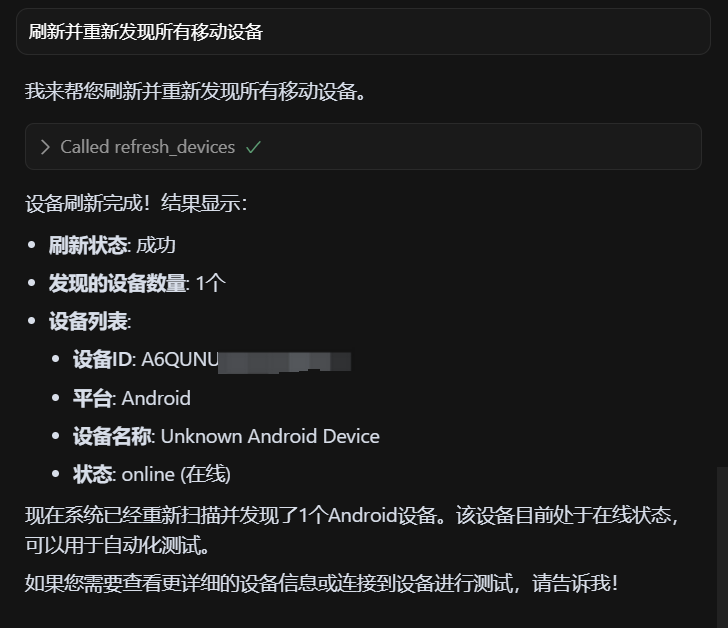 刷新并重新发现所有移动设备
我来帮您刷新并重新发现所有移动设备。
Called refresh_devices
设备刷新完成！结果显示：
刷新状态: 成功
发现的设备数量: 1个
设备列表:
设备ID: A6QUNU
平台: Android
设备名称: Unknown Android Device
状态: online (在线)
现在系统已经重新扫描并发现了1个Android设备。该设备目前处于在线状态，
可以用于自动化测试。
如果您需要查看更详细的设备信息或连接到设备进行测试，请告诉我！